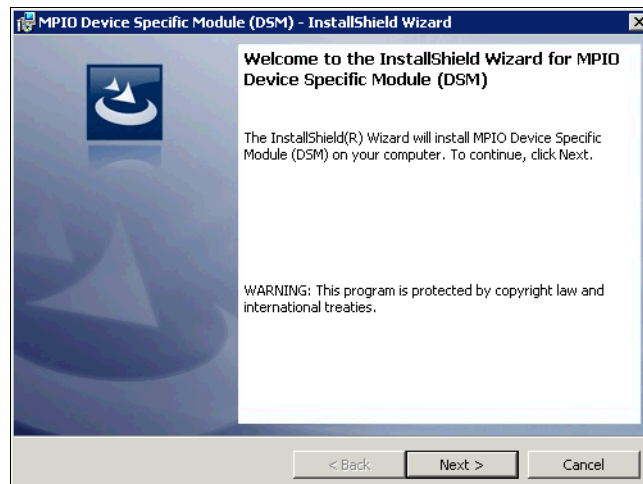 MPIO Device Specific Module (DSM) - InstallShield Wizard
Welcome to the InstallShield Wizard for MPIO
Device Specific Module (DSM)
The InstallShield(R) Wizard will install MPIO Device Specific
Module (DSM) on your computer. To continue, click Next.
WARNING: This program is protected by copyright law and
international treaties.
< Back
Next >
Cancel